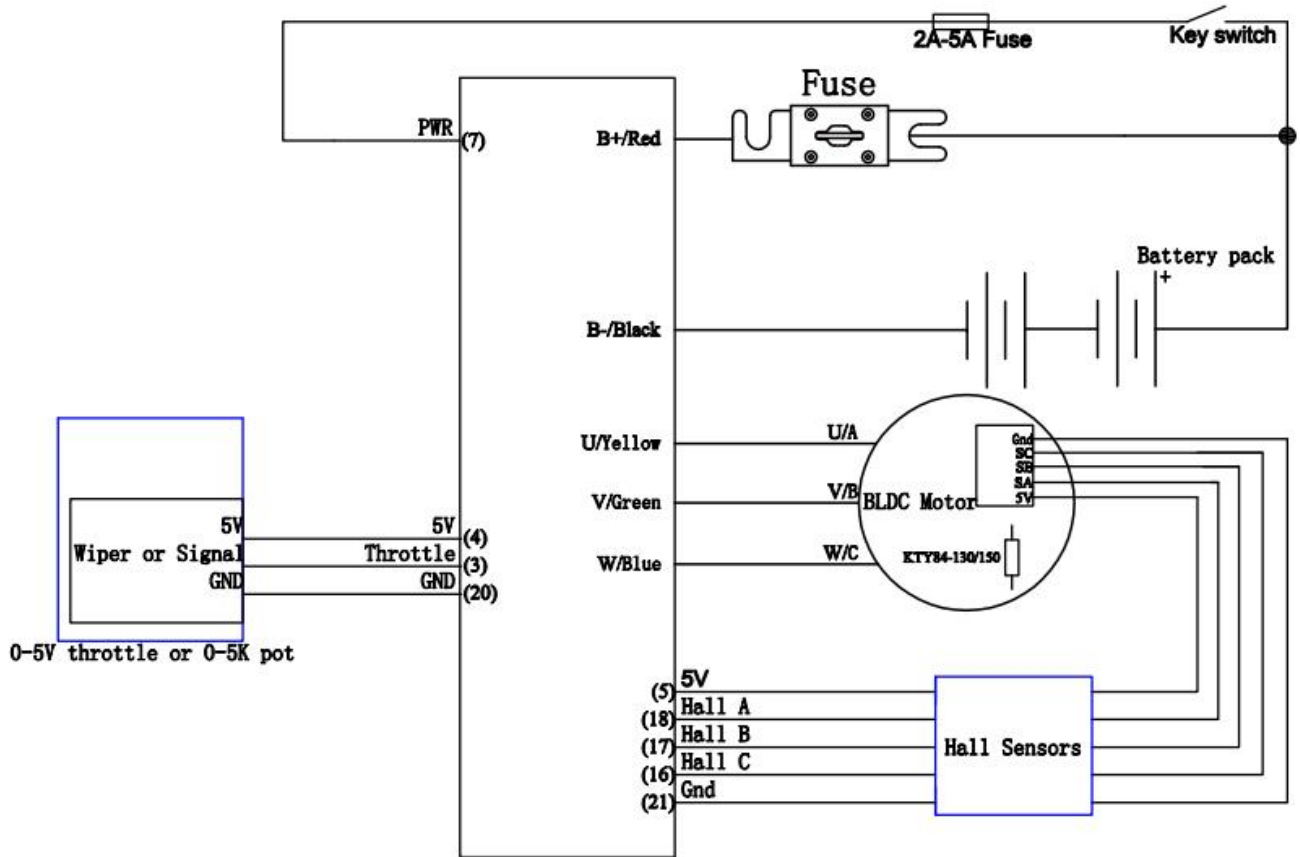 2A-5A Fuse
Key switch
Fuse
PWR
(7)
B+/Red
Battery pack
+
B-/Black
U/Yellow
U/A
Gnd
SC
SB
SA
5V
V/Green
V/B
BLDC Motor
W/Blue
W/C
KTY84-130/150
5V
5V
(4)
Wiper or Signal
Throttle
(3)
GND
GND
(20)
0-5V throttle or 0-5K pot
(5)
5V
(18)
Hall A
(17)
Hall B
(16)
Hall C
(21)
Gnd
Hall Sensors